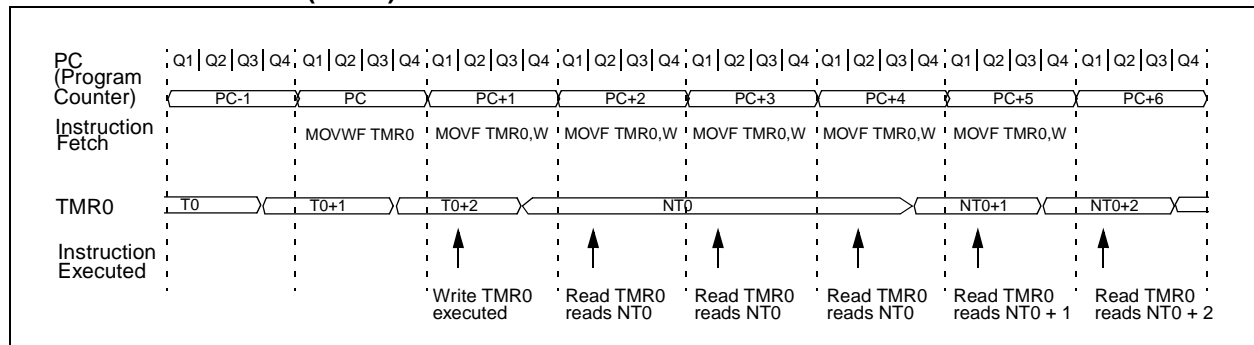 PC
(Program
Counter)
Q1 Q2 Q3 Q4 Q1 Q2 Q3 Q4 Q1 Q2 Q3 Q4 Q1 Q2 Q3 Q4 Q1 Q2 Q3 Q4 Q1 Q2 Q3 Q4 Q1 Q2 Q3 Q4 Q1 Q2 Q3 Q4
PC-1 PC PC+1 PC+2 PC+3 PC+4 PC+5 PC+6
Instruction
Fetch
MOVWF TMR0 MOVF TMR0,W MOVF TMR0,W MOVF TMR0,W MOVF TMR0,W MOVF TMR0,W
TMR0
T0 T0+1 T0+2 NT0 NT0+1 NT0+2
Instruction
Executed
Write TMR0
executed
Read TMR0
reads NT0
Read TMR0
reads NT0
Read TMR0
reads NT0
Read TMR0
reads NT0 + 1
Read TMR0
reads NT0 + 2